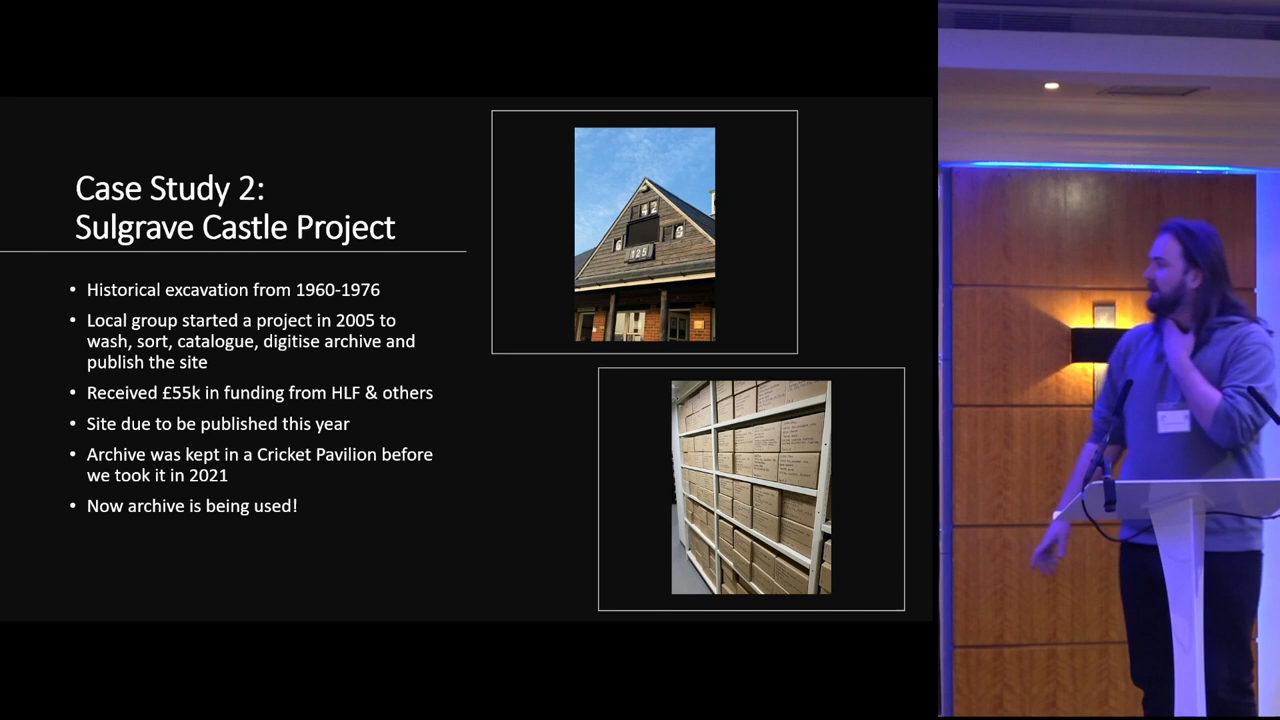 Case Study 2:
Sulgrave Castle Project
• Historical excavation from 1960-1976
• Local group started a project in 2005 to
wash, sort, catalogue, digitise archive and
publish the site
• Received £55k in funding from HLF & others
• Site due to be published this year
• Archive was kept in a Cricket Pavilion before
we took it in 2021
• Now archive is being used!
125